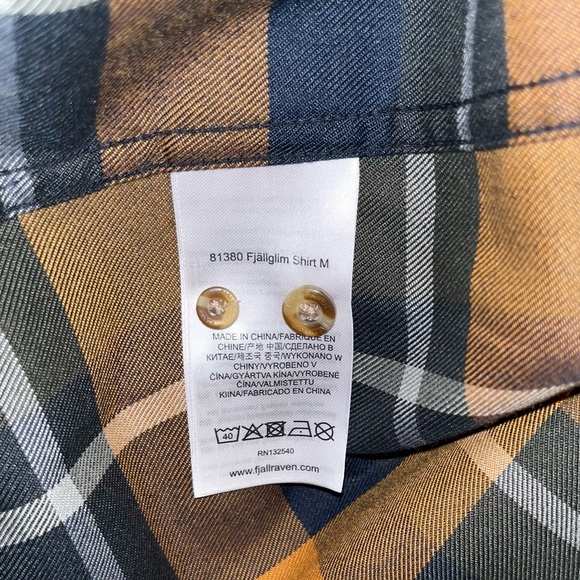 81380 Fjällglim Shirt M
MADE IN CHINA/FABRIQUÉ EN
CHINE/产地 中国/СДЕЛАНО В
КИТАЕ/제조국 중국/WYKONANO W
CHINY/VYROBENO V
ČÍNA/GYÁRTVA KÍNA/VYROBENÉ
ČÍNA/VALMISTETTU
KIINA/FABRICADO EN CHINA
40
RN132540
www.fjallraven.com